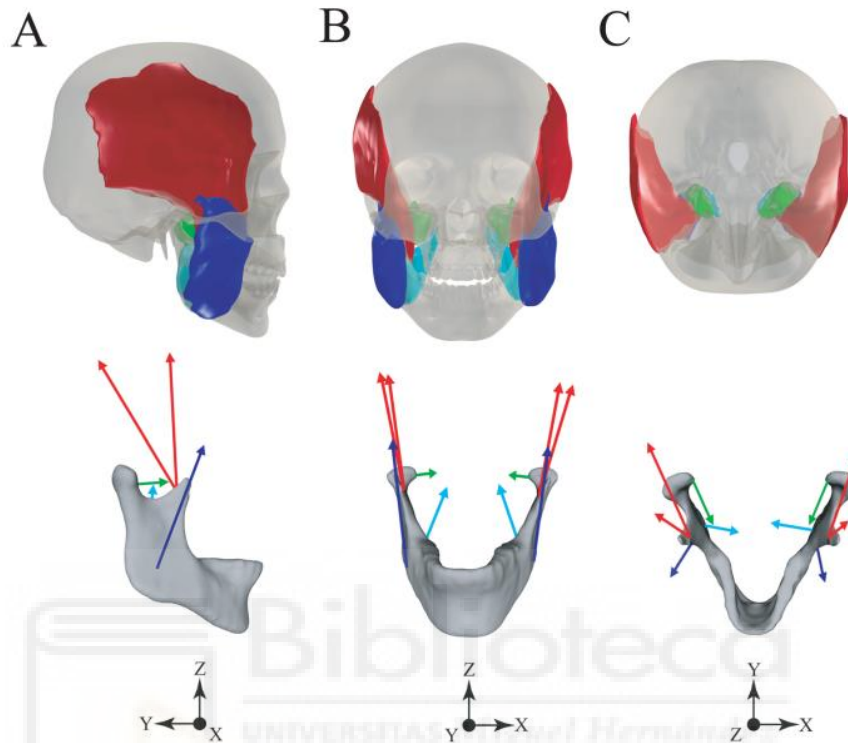 A B C
Biblioteca
UNIVERSITAS Miguel Hernández
Z Z Y
Y X Y X Z X